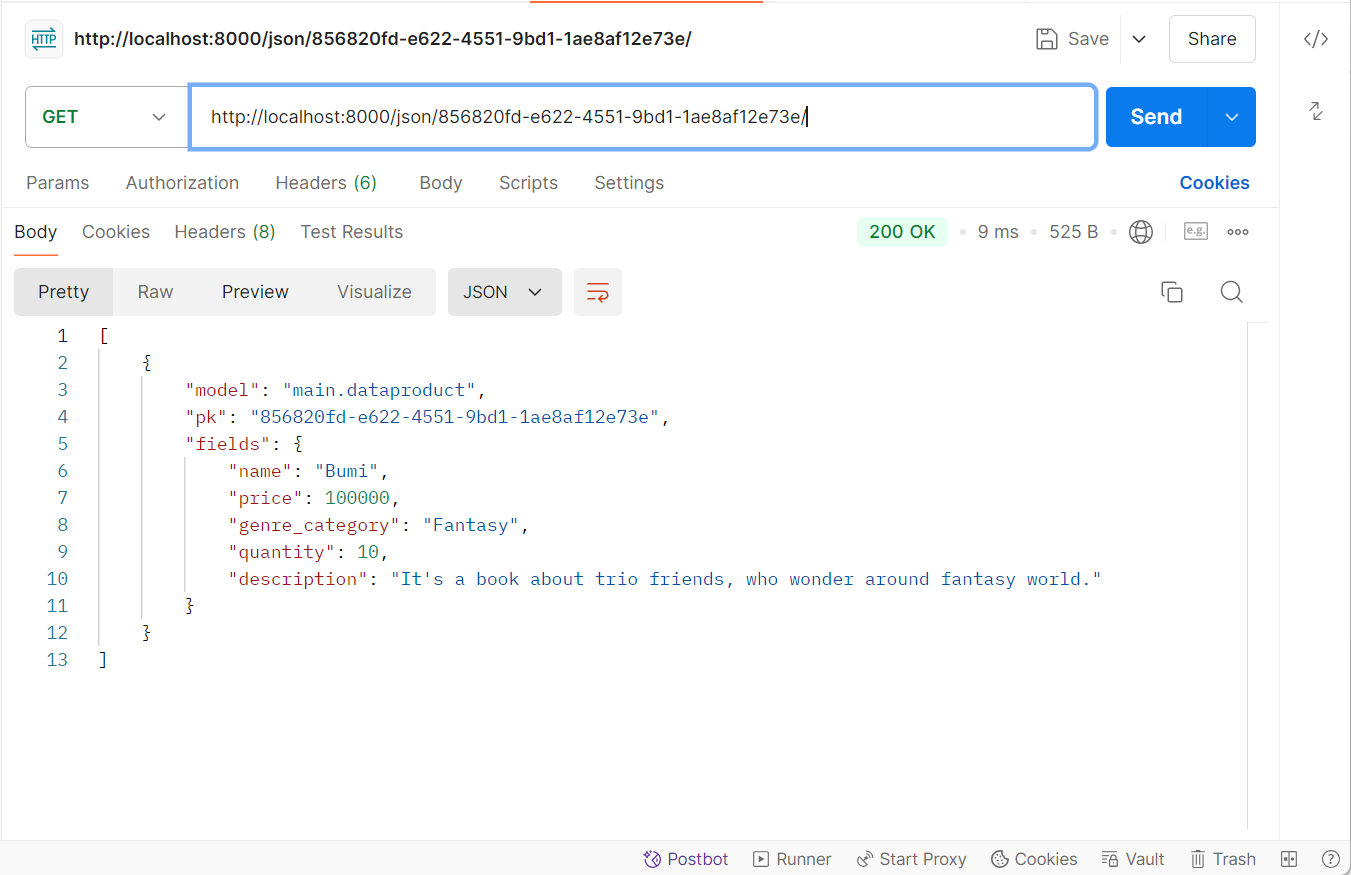 HTTP http://localhost:8000/json/856820fd-e622-4551-9bd1-1ae8af12e73e/ Save Share </>
GET http://localhost:8000/json/856820fd-e622-4551-9bd1-1ae8af12e73e/ Send
Params Authorization Headers (6) Body Scripts Settings Cookies
Body Cookies Headers (8) Test Results 200 OK • 9 ms • 525 B • e.g. ooo
Pretty Raw Preview Visualize JSON
1 [
2 {
3 "model": "main.dataproduct",
4 "pk": "856820fd-e622-4551-9bd1-1ae8af12e73e",
5 "fields": {
6 "name": "Bumi",
7 "price": 100000,
8 "genre_category": "Fantasy",
9 "quantity": 10,
10 "description": "It's a book about trio friends, who wonder around fantasy world."
11 }
12 }
13 ]
Postbot Runner Start Proxy Cookies Vault Trash ?